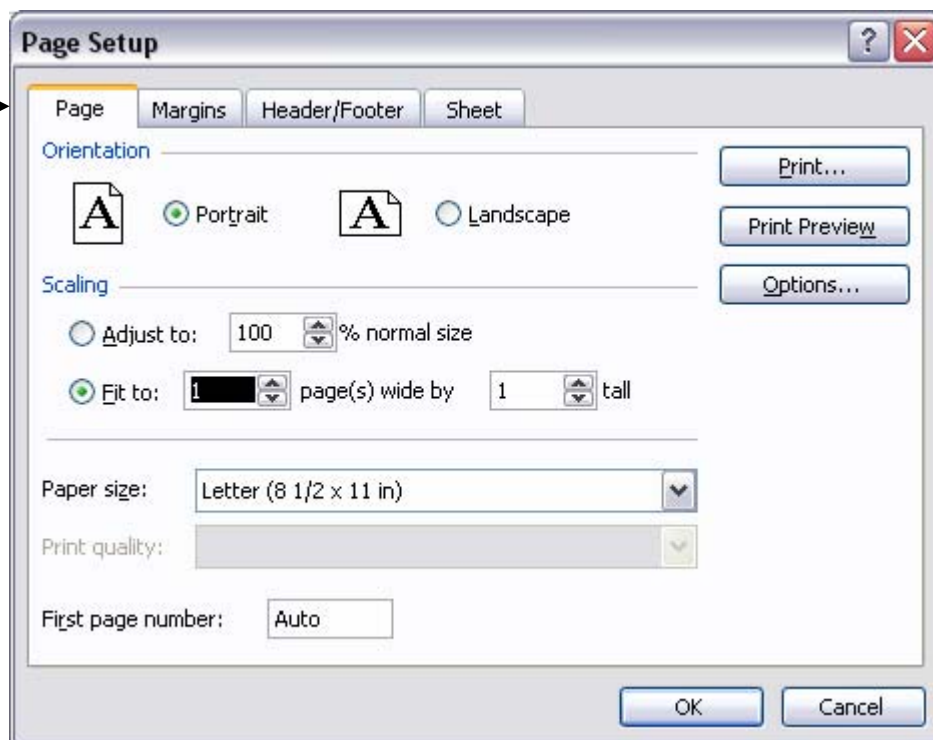 Page Setup ?
Page Margins Header/Footer Sheet
Orientation
Print...
A Portrait A Landscape
Print Preview
Scaling
Options...
Adjust to: 100 % normal size
Fit to: 1 page(s) wide by 1 tall
Paper size: Letter (8 1/2 x 11 in)
Print quality:
First page number: Auto
OK Cancel